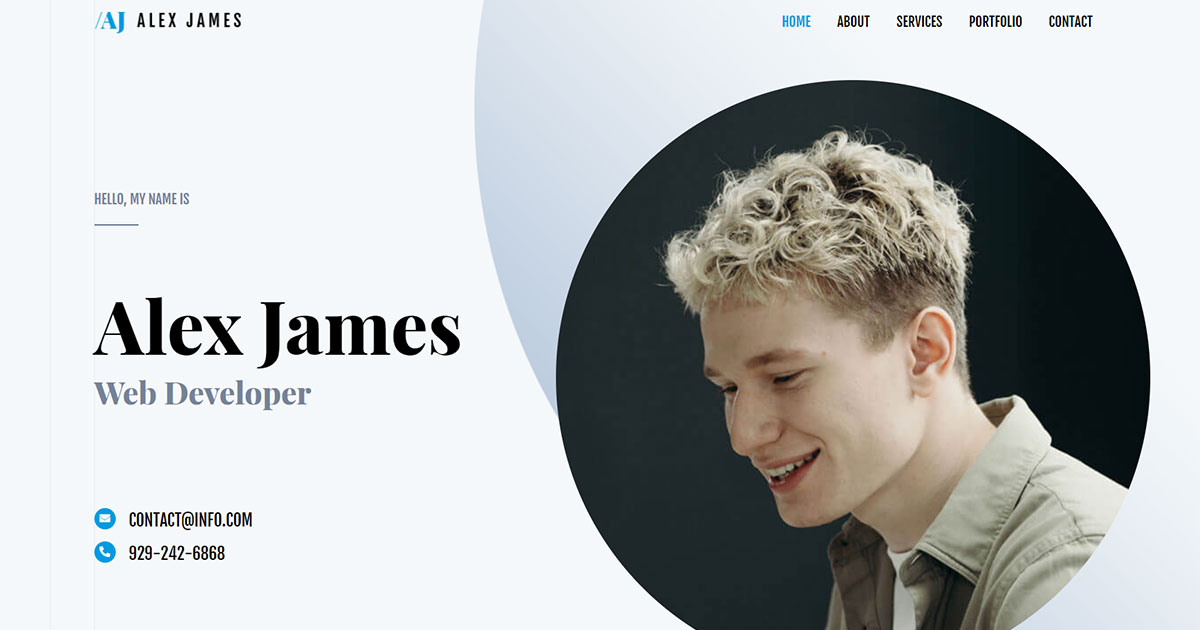 /AJ ALEX JAMES
HOME ABOUT SERVICES PORTFOLIO CONTACT
HELLO, MY NAME IS
Alex James
Web Developer
CONTACT@INFO.COM
929-242-6868